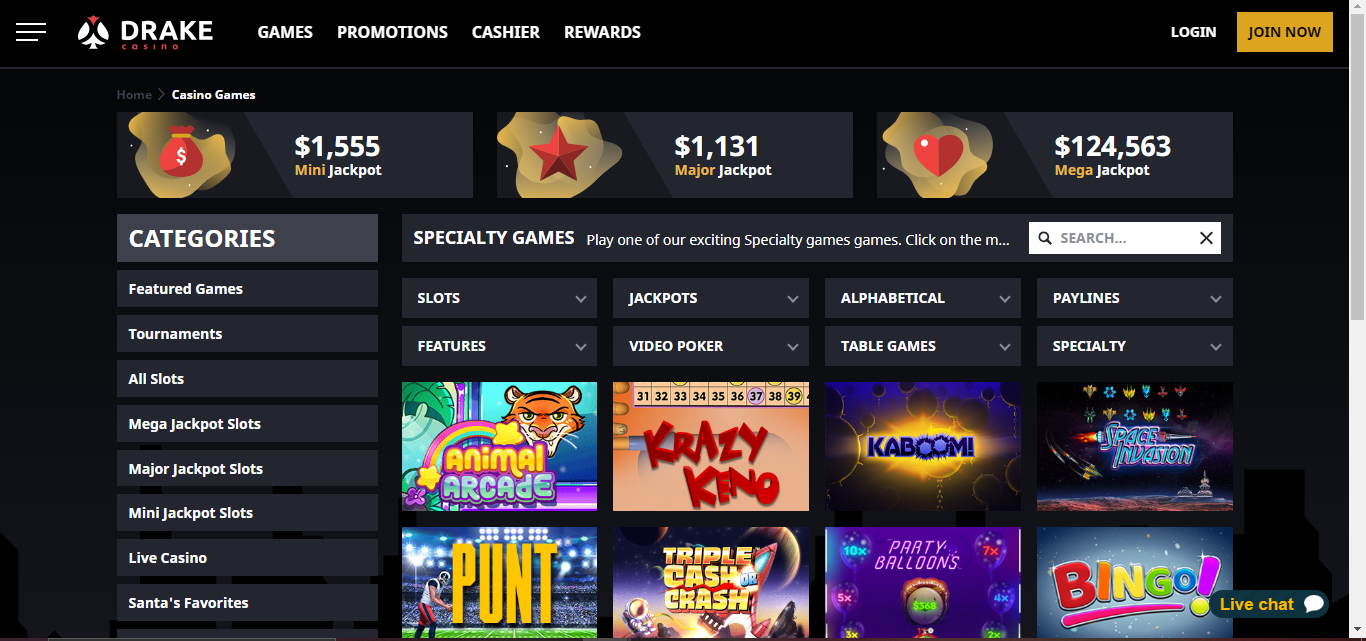 DRAKE
casino
GAMES
PROMOTIONS
CASHIER
REWARDS
LOGIN
JOIN NOW
Home
Casino Games
$
$1,555
Mini Jackpot
$1,131
Major Jackpot
$124,563
Mega Jackpot
CATEGORIES
Featured Games
Tournaments
All Slots
Mega Jackpot Slots
Major Jackpot Slots
Mini Jackpot Slots
Live Casino
Santa's Favorites
SPECIALTY GAMES
Play one of our exciting Specialty games games. Click on the m...
SEARCH...
SLOTS
JACKPOTS
ALPHABETICAL
PAYLINES
FEATURES
VIDEO POKER
TABLE GAMES
SPECIALTY
ANIMAL
ARCADE
31 32 33 34 35 36 37 38 39
KRAZY
KENO
KABOOM!
SPACE
INVASION
PUNT
TRIPLE
CASH OR
CRASH
PARTY
BALLOONS
10x
7x
5x
4x
$368
3x
2x
BINGO!
Live chat